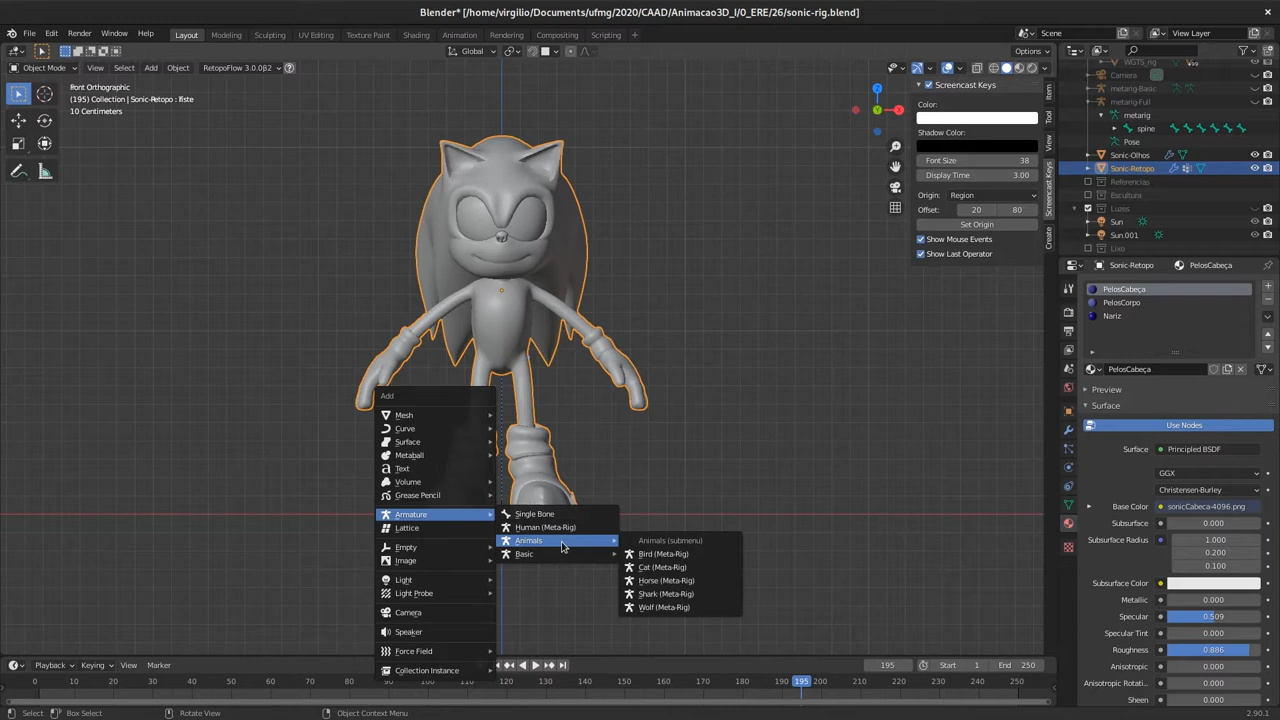 Blender* [/home/virgilio/Documents/ufmg/2020/CAAD/Animacao3D_I/0_ERE/26/sonic-rig.blend]
File Edit Render Window Help Layout Modeling Sculpting UV Editing Texture Paint Shading Animation Rendering Compositing Scripting Scene View Layer
Global Options
Object Mode View Select Add Object RetopoFlow 3.0.0β2
Front Orthographic
(195) Collection | Sonic-Retopo :
10 Centimeters
Screencast Keys
Color:
Shadow Color:
Font Size 38
Display Time 3.00
Origin: Region
Offset: 20 80
Set Origin
Show Mouse Events
Show Last Operator
Item
Tool
View
Screencast Keys
Create
WGTS_rig
Camera
metarig-Basic
metarig-Full
metarig
spine
Pose
Sonic-Olhos
Sonic-Retopo
Referencias
Escultura
Luzes
Sun
Sun.001
Lixo
Sonic-Retopo PelosCabeça
PelosCabeça
PelosCorpo
Nariz
PelosCabeça
Preview
Surface
Use Nodes
Surface Principled BSDF
GGX
Christensen-Burley
Base Color sonicCabeca-4096.png
Subsurface 0.000
Subsurface Radius 1.000
0.200
0.100
Subsurface Color
Metallic 0.000
Specular 0.509
Specular Tint 0.000
Roughness 0.886
Anisotropic 0.000
Anisotropic Rotati.. 0.000
Sheen 0.000
Add
Mesh
Curve
Surface
Metaball
Text
Volume
Grease Pencil
Armature
Lattice
Empty
Image
Light
Light Probe
Camera
Speaker
Force Field
Collection Instance
Single Bone
Human (Meta-Rig)
Animals
Basic
Animals (submenu)
Bird (Meta-Rig)
Cat (Meta-Rig)
Horse (Meta-Rig)
Shark (Meta-Rig)
Wolf (Meta-Rig)
Playback Keying View Marker 195 Start 1 End 250
0 10 20 30 40 50 60 70 80 90 100 110 120 130 140 150 160 170 180 190 195 200 210 220 230 240 250
Select Box Select Rotate View Object Context Menu 2.90.1